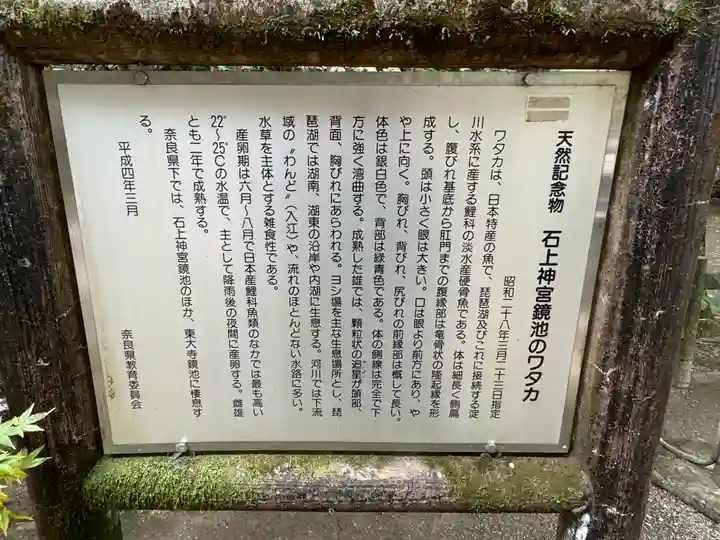 天然記念物　石上神宮鏡池のワタカ
昭和二十八年三月二十三日指定
ワタカは、日本特産の魚で、琵琶湖及びこれに接続する淀
川水系に産する鯉科の淡水産硬骨魚である。体は細長く側扁
し、腹びれ基底から肛門までの腹縁部は竜骨状の隆起縁を形
成する。頭は小さく眼は大きい。口は眼より前方にあり、や
や上に向く。胸びれ、背びれ、尻びれの前縁部は概して長い。
体色は銀白色で、背部は緑青色である。体の側線は完全で下
方に強く湾曲する。成熟した雄では、顆粒状の追星が頭部、
背面、胸びれにあらわれる。ヨシ場を主な生息場所とし、琵
琶湖では湖南、湖東の沿岸や内湖に生息する。河川では下流
域の〝わんど〟（入江）や、流れのほとんどない水路に多い。
水草を主体とする雑食性である。
産卵期は六月〜八月で日本産鯉科魚類のなかでは最も高い
22°〜25℃の水温で、主として降雨後の夜間に産卵する。雌雄
とも二年で成熟する。
奈良県下では、石上神宮鏡池のほか、東大寺鏡池に棲息す
る。
平成四年三月
奈良県教育委員会